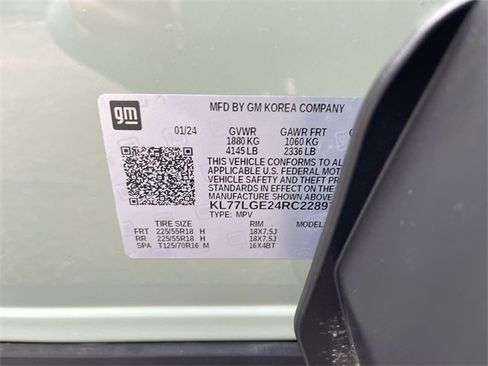 gm
MFD BY GM KOREA COMPANY
01/24 GVWR GAWR FRT
1880 KG 1060 KG
4145 LB 2336 LB
THIS VEHICLE CONFORMS TO AL
APPLICABLE U.S. FEDERAL MOTO
VEHICLE SAFETY AND THEFT PR
STANDARDS IN EFFECT ON THE
MANUFACTURE SHOWN ABOVE.
KL77LGE24RC2289
TYPE: MPV
TIRE SIZE RIM MODEL
FRT 225/55R18 H 18X7.5J
RR 225/55R18 H 18X7.5J
SPA T125/70R16 M 16X4BT